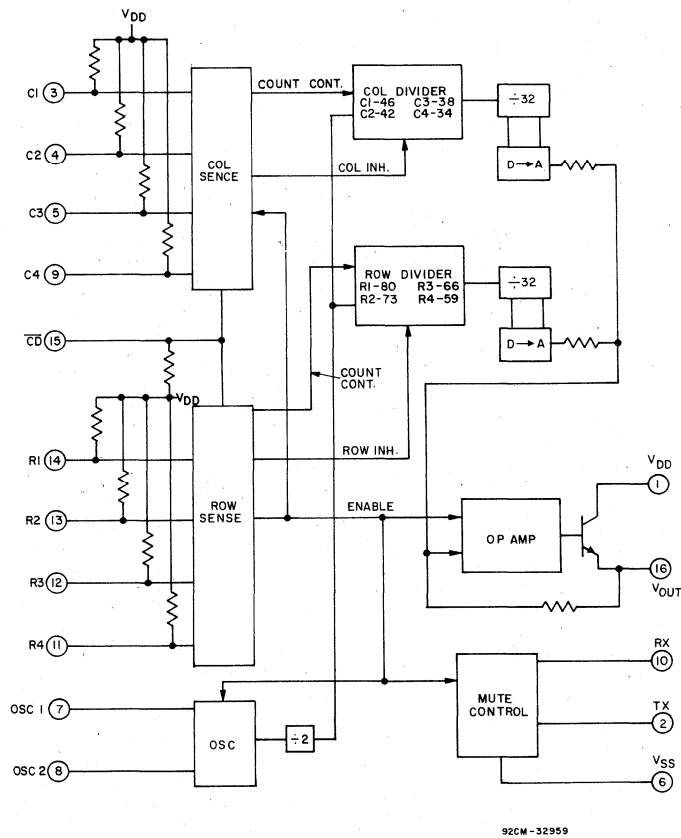 VDD
C1 3
COUNT CONT.
COL DIVIDER
C1-46 C3-38
C2-42 C4-34
÷32
C2 4
COL
SENCE
COL INH.
D→A
C3 5
C4 9
ROW DIVIDER
R1-80 R3-66
R2-73 R4-59
÷32
CD 15
D→A
COUNT
CONT.
VDD
R1 14
ROW INH.
VDD
1
ROW
SENSE
R2 13
ENABLE
OP AMP
16
VOUT
R3 12
R4 11
RX
10
MUTE
CONTROL
OSC 1 7
TX
2
OSC
÷2
OSC 2 8
VSS
6
92CM-32959